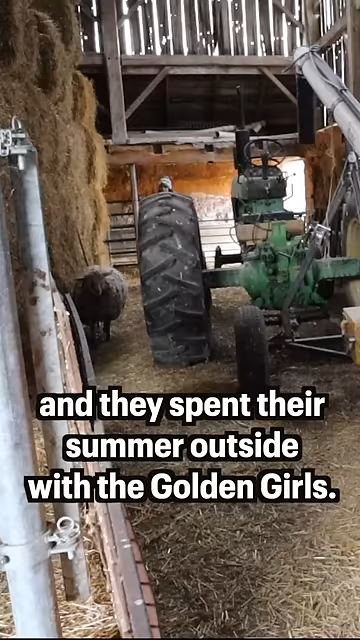 and they spent their
summer outside
with the Golden Girls.